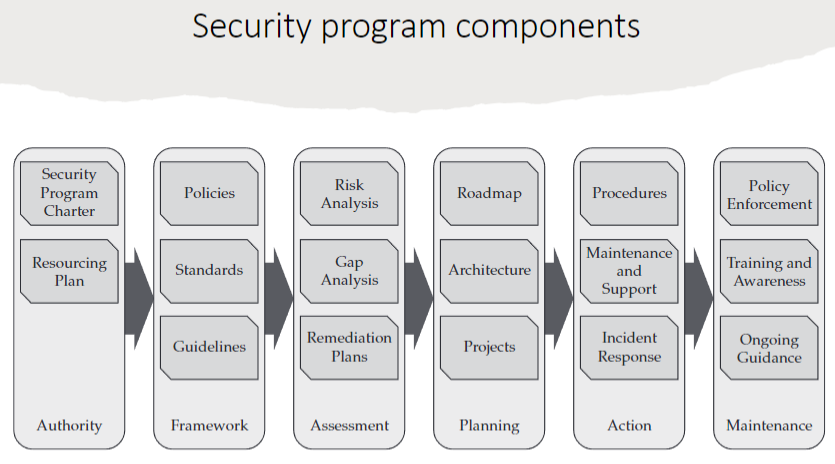 Security program components
Security
Program
Charter
Resourcing
Plan
Authority
Policies
Standards
Guidelines
Framework
Risk
Analysis
Gap
Analysis
Remediation
Plans
Assessment
Roadmap
Architecture
Projects
Planning
Procedures
Maintenance
and
Support
Incident
Response
Action
Policy
Enforcement
Training and
Awareness
Ongoing
Guidance
Maintenance